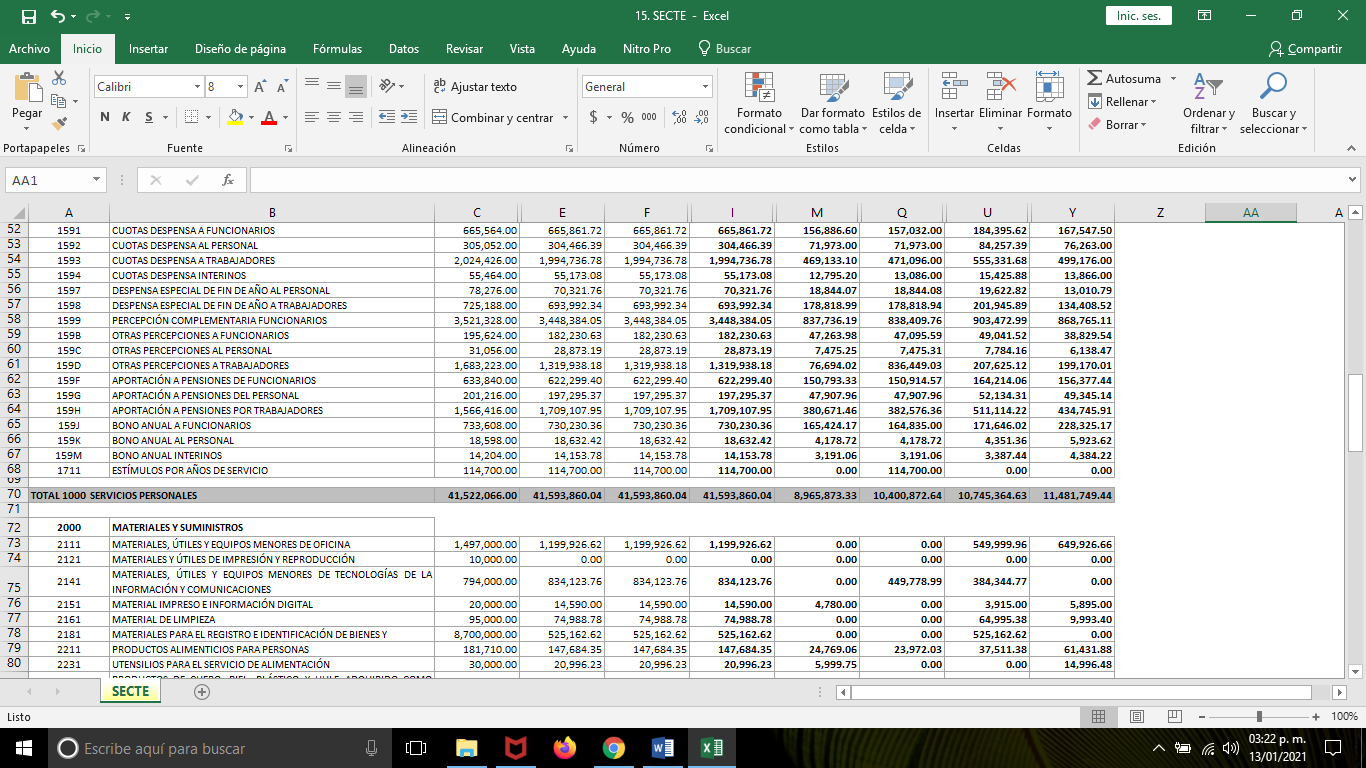 15. SECTE - Excel
Inic. ses.
Archivo Inicio Insertar Diseño de página Fórmulas Datos Revisar Vista Ayuda Nitro Pro Buscar Compartir
Calibri 8 ab Ajustar texto General Autosuma
Pegar Rellenar
N K S A Combinar y centrar $ % 000 Borrar
Formato condicional Dar formato como tabla Estilos de celda Insertar Eliminar Formato Ordenar y filtrar Buscar y seleccionar
Portapapeles Fuente Alineación Número Estilos Celdas Edición
AA1 fx
A B C E F I M Q U Y Z AA A
52 1591 CUOTAS DESPENSA A FUNCIONARIOS 665,564.00 665,861.72 665,861.72 665,861.72 156,886.60 157,032.00 184,395.62 167,547.50
53 1592 CUOTAS DESPENSA AL PERSONAL 305,052.00 304,466.39 304,466.39 304,466.39 71,973.00 71,973.00 84,257.39 76,263.00
54 1593 CUOTAS DESPENSA A TRABAJADORES 2,024,426.00 1,994,736.78 1,994,736.78 1,994,736.78 469,133.10 471,096.00 555,331.68 499,176.00
55 1594 CUOTAS DESPENSA INTERINOS 55,464.00 55,173.08 55,173.08 55,173.08 12,795.20 13,086.00 15,425.88 13,866.00
56 1597 DESPENSA ESPECIAL DE FIN DE AÑO AL PERSONAL 78,276.00 70,321.76 70,321.76 70,321.76 18,844.07 18,844.08 19,622.82 13,010.79
57 1598 DESPENSA ESPECIAL DE FIN DE AÑO A TRABAJADORES 725,188.00 693,992.34 693,992.34 693,992.34 178,818.99 178,818.94 201,945.89 134,408.52
58 1599 PERCEPCIÓN COMPLEMENTARIA FUNCIONARIOS 3,521,328.00 3,448,384.05 3,448,384.05 3,448,384.05 837,736.19 838,409.76 903,472.99 868,765.11
59 159B OTRAS PERCEPCIONES A FUNCIONARIOS 195,624.00 182,230.63 182,230.63 182,230.63 47,263.98 47,095.59 49,041.52 38,829.54
60 159C OTRAS PERCEPCIONES AL PERSONAL 31,056.00 28,873.19 28,873.19 28,873.19 7,475.25 7,475.31 7,784.16 6,138.47
61 159D OTRAS PERCEPCIONES A TRABAJADORES 1,683,223.00 1,319,938.18 1,319,938.18 1,319,938.18 76,694.02 836,449.03 207,625.12 199,170.01
62 159F APORTACIÓN A PENSIONES DE FUNCIONARIOS 633,840.00 622,299.40 622,299.40 622,299.40 150,793.33 150,914.57 164,214.06 156,377.44
63 159G APORTACIÓN A PENSIONES DEL PERSONAL 201,216.00 197,295.37 197,295.37 197,295.37 47,907.96 47,907.96 52,134.31 49,345.14
64 159H APORTACIÓN A PENSIONES POR TRABAJADORES 1,566,416.00 1,709,107.95 1,709,107.95 1,709,107.95 380,671.46 382,576.36 511,114.22 434,745.91
65 159J BONO ANUAL A FUNCIONARIOS 733,608.00 730,230.36 730,230.36 730,230.36 165,424.17 164,835.00 171,646.02 228,325.17
66 159K BONO ANUAL AL PERSONAL 18,598.00 18,632.42 18,632.42 18,632.42 4,178.72 4,178.72 4,351.36 5,923.62
67 159M BONO ANUAL INTERINOS 14,204.00 14,153.78 14,153.78 14,153.78 3,191.06 3,191.06 3,387.44 4,384.22
68 1711 ESTÍMULOS POR AÑOS DE SERVICIO 114,700.00 114,700.00 114,700.00 114,700.00 0.00 114,700.00 0.00 0.00
69
70 TOTAL 1000 SERVICIOS PERSONALES 41,522,066.00 41,593,860.04 41,593,860.04 41,593,860.04 8,965,873.33 10,400,872.64 10,745,364.63 11,481,749.44
71
72 2000 MATERIALES Y SUMINISTROS
73 2111 MATERIALES, ÚTILES Y EQUIPOS MENORES DE OFICINA 1,497,000.00 1,199,926.62 1,199,926.62 1,199,926.62 0.00 0.00 549,999.96 649,926.66
74 2121 MATERIALES Y ÚTILES DE IMPRESIÓN Y REPRODUCCIÓN 10,000.00 0.00 0.00 0.00 0.00 0.00 0.00 0.00
75 2141 MATERIALES, ÚTILES Y EQUIPOS MENORES DE TECNOLOGÍAS DE LA INFORMACIÓN Y COMUNICACIONES 794,000.00 834,123.76 834,123.76 834,123.76 0.00 449,778.99 384,344.77 0.00
76 2151 MATERIAL IMPRESO E INFORMACIÓN DIGITAL 20,000.00 14,590.00 14,590.00 14,590.00 4,780.00 0.00 3,915.00 5,895.00
77 2161 MATERIAL DE LIMPIEZA 95,000.00 74,988.78 74,988.78 74,988.78 0.00 0.00 64,995.38 9,993.40
78 2181 MATERIALES PARA EL REGISTRO E IDENTIFICACIÓN DE BIENES Y 8,700,000.00 525,162.62 525,162.62 525,162.62 0.00 0.00 525,162.62 0.00
79 2211 PRODUCTOS ALIMENTICIOS PARA PERSONAS 181,710.00 147,684.35 147,684.35 147,684.35 24,769.06 23,972.03 37,511.38 61,431.88
80 2231 UTENSILIOS PARA EL SERVICIO DE ALIMENTACIÓN 30,000.00 20,996.23 20,996.23 20,996.23 5,999.75 0.00 0.00 14,996.48
SECTE
Listo 100%
Escribe aquí para buscar
03:22 p. m.
13/01/2021